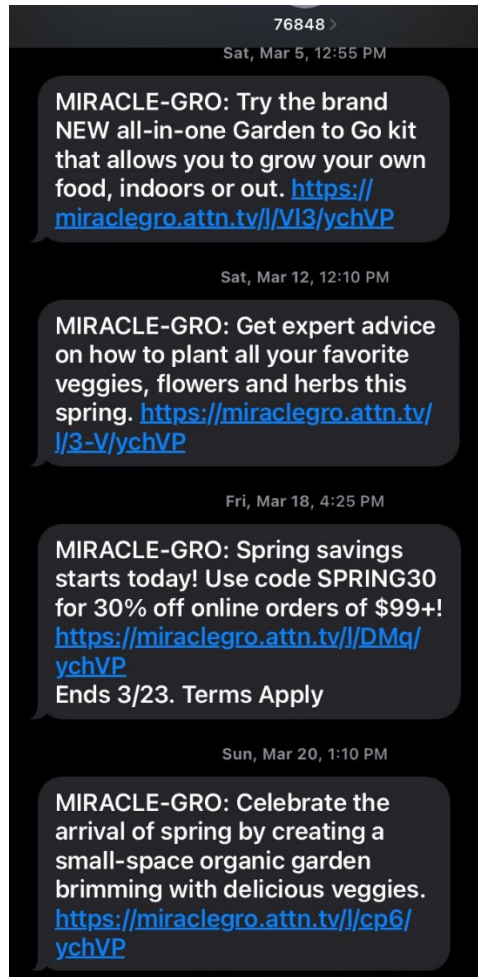 76848 >
Sat, Mar 5, 12:55 PM
MIRACLE-GRO: Try the brand
NEW all-in-one Garden to Go kit
that allows you to grow your own
food, indoors or out. https://
miraclegro.attn.tv/l/Vl3/ychVP
Sat, Mar 12, 12:10 PM
MIRACLE-GRO: Get expert advice
on how to plant all your favorite
veggies, flowers and herbs this
spring. https://miraclegro.attn.tv/
l/3-V/ychVP
Fri, Mar 18, 4:25 PM
MIRACLE-GRO: Spring savings
starts today! Use code SPRING30
for 30% off online orders of $99+!
https://miraclegro.attn.tv/l/DMq/
ychVP
Ends 3/23. Terms Apply
Sun, Mar 20, 1:10 PM
MIRACLE-GRO: Celebrate the
arrival of spring by creating a
small-space organic garden
brimming with delicious veggies.
https://miraclegro.attn.tv/l/cp6/
ychVP